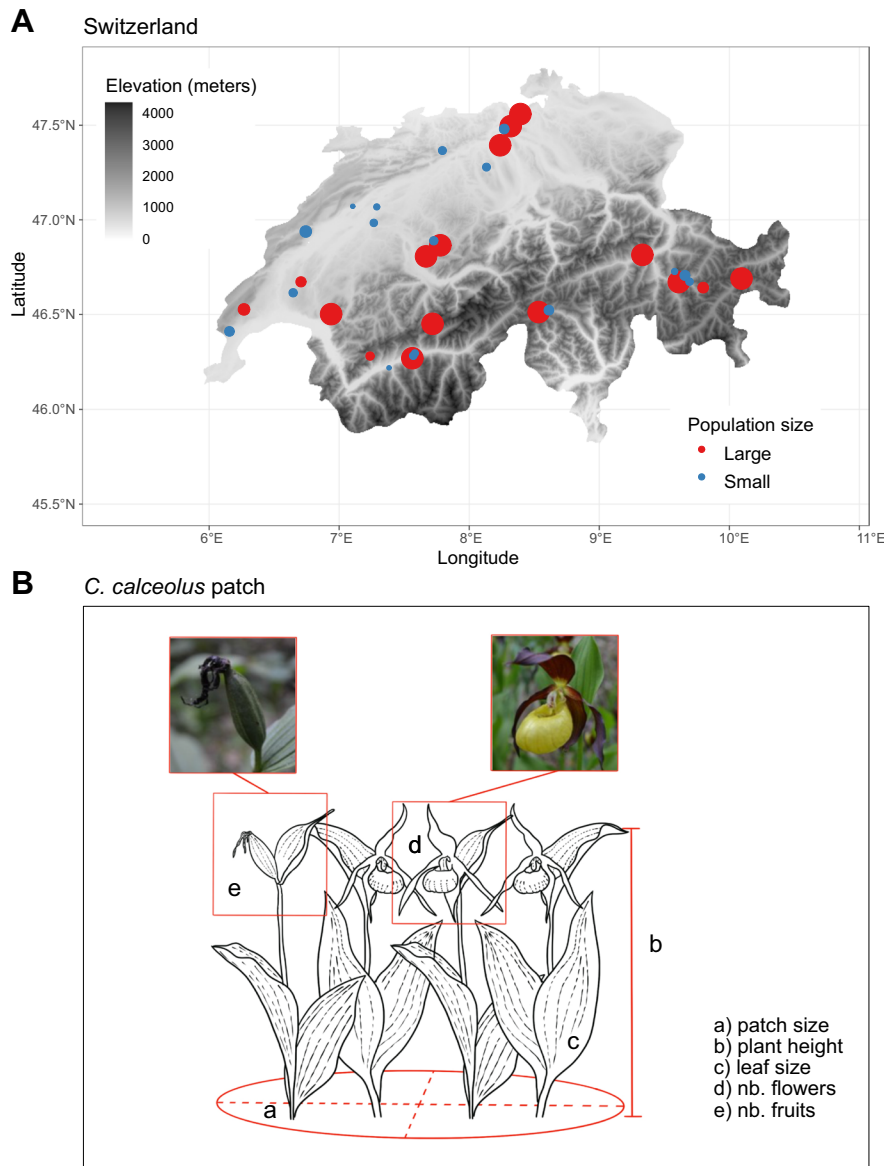 A
Switzerland
Elevation (meters)
4000
3000
2000
1000
0
47.5°N
47.0°N
46.5°N
46.0°N
45.5°N
Latitude
Population size
Large
Small
6°E 7°E 8°E 9°E 10°E 11°E
Longitude
B
C. calceolus patch
e
d
b
c
a
a) patch size
b) plant height
c) leaf size
d) nb. flowers
e) nb. fruits